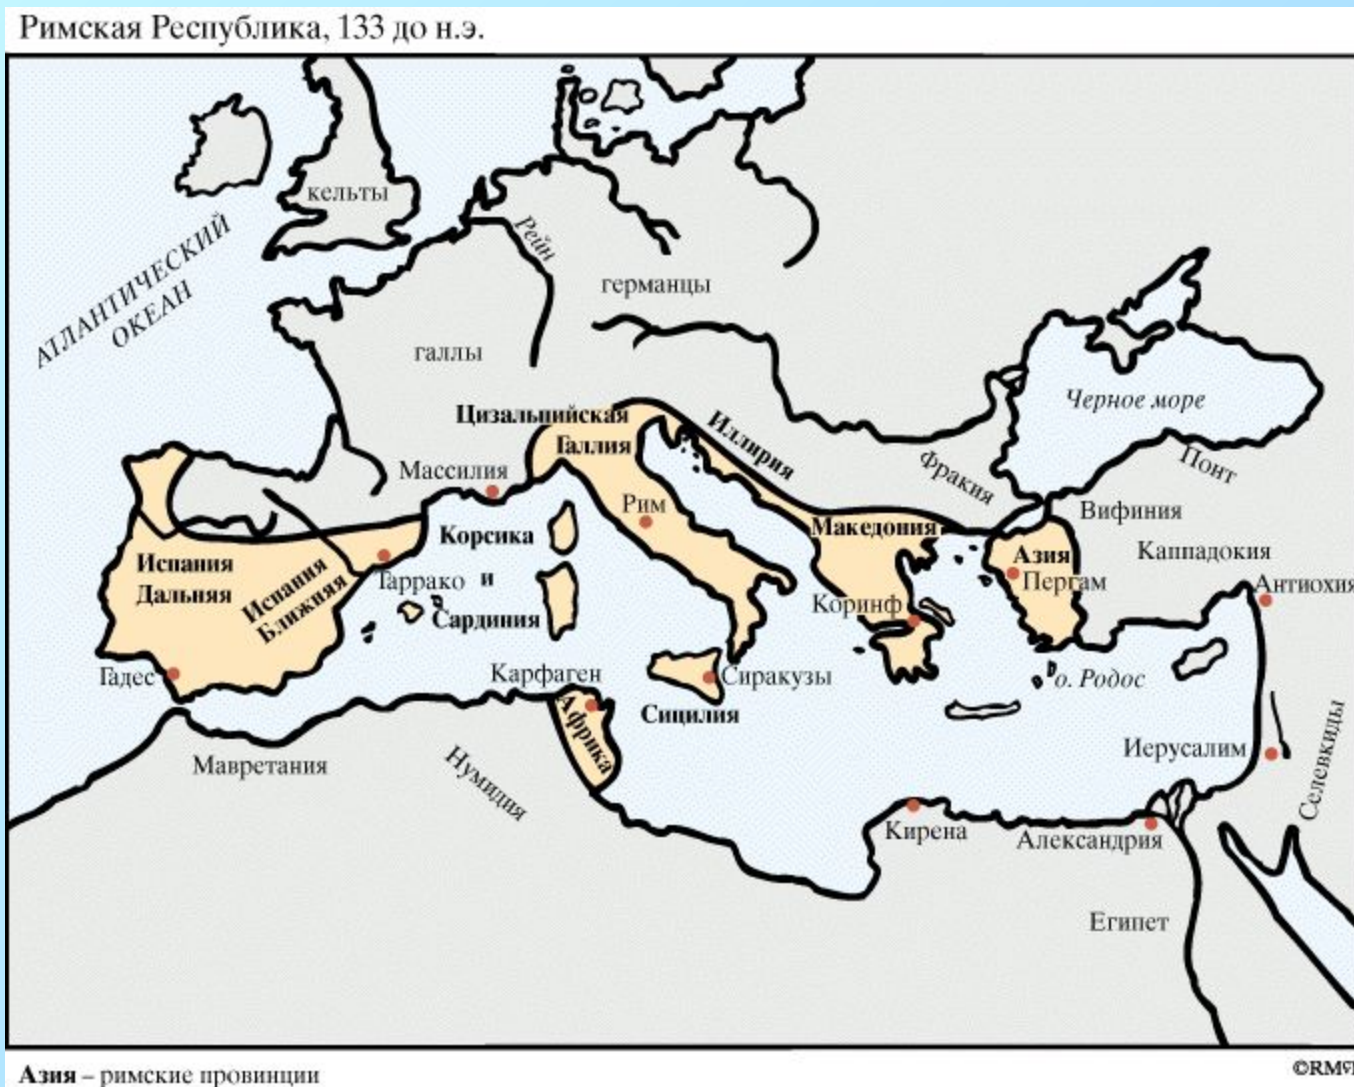 Римская Республика, 133 до н.э.
кельты
Рейн
АТЛАНТИЧЕСКИЙ
ОКЕАН
германцы
галлы
Черное море
Цизальпийская
Галлия
Иллирия
Фракия
Понт
Массилия
Рим
Вифиния
Корсика
и
Сардиния
Македония
Азия
Каппадокия
Испания
Дальняя
Испания
Ближняя
Таррако
Пергам
Антиохия
Коринф
Гадес
Карфаген
Сиракузы
о. Родос
Африка
Сицилия
Мавретания
Нумидия
Иерусалим
Селевкиды
Кирена
Александрия
Египет
Азия – римские провинции